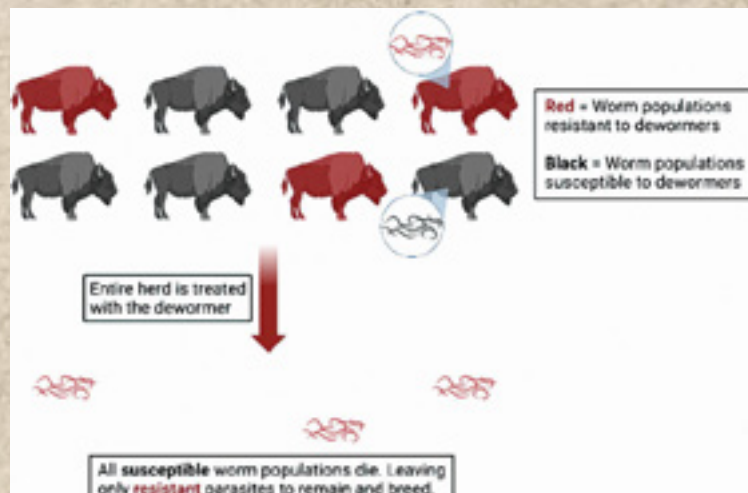 Red = Worm populations
resistant to dewormers
Black = Worm populations
susceptible to dewormers
Entire herd is treated
with the dewormer
All susceptible worm populations die. Leaving
only resistant parasites to remain and breed.